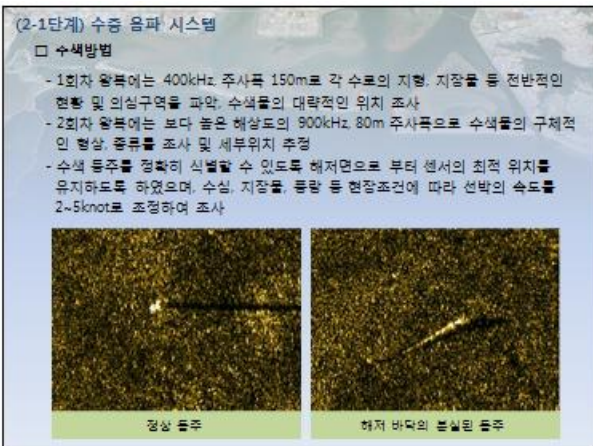 (2-1단계) 수중 음파 시스템
□ 수색방법
- 1회차 왕복에는 400kHz, 주사폭 150m로 각 수로의 지형, 지장물 등 전반적인
현황 및 의심구역을 파악, 수색물의 대략적인 위치 조사
- 2회차 왕복에는 보다 높은 해상도의 900kHz, 80m 주사폭으로 수색물의 구체적
인 형상, 종류를 조사 및 세부위치 추정
- 수색 등주를 정확히 식별할 수 있도록 해저면으로 부터 센서의 최적 위치를
유지하도록 하였으며, 수심, 지장물, 풍랑 등 현장조건에 따라 선박의 속도를
2~5knot로 조정하여 조사
정상 등주
해저 바닥의 분실된 등주